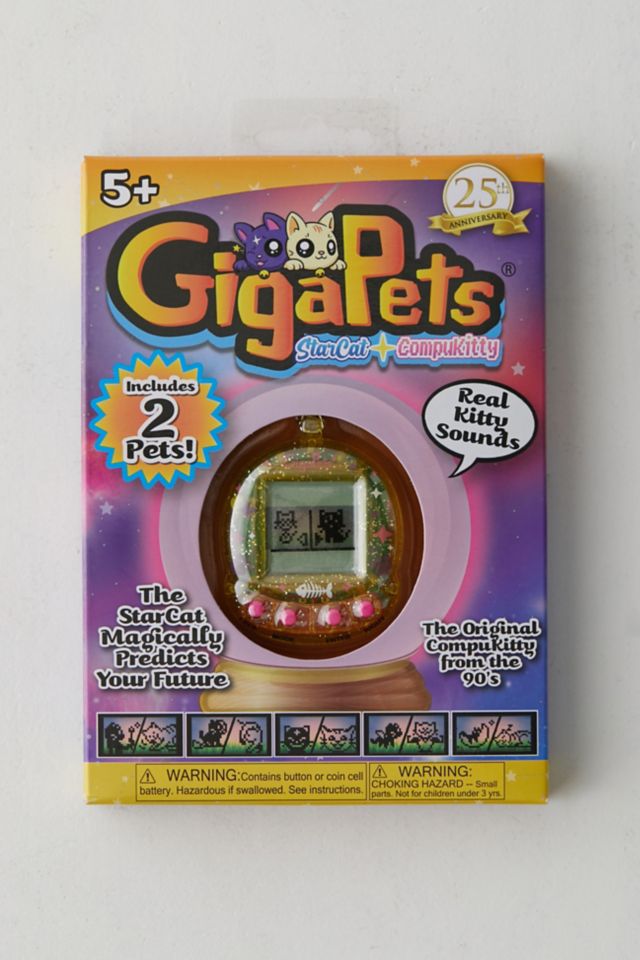 5+
25th
ANNIVERSARY
GigaPets®
StarCat CompuKitty
Includes
2
Pets!
Real
Kitty
Sounds
The
StarCat
Magically
Predicts
Your Future
The Original
CompuKitty
from the
90's
WARNING: Contains button or coin cell
battery. Hazardous if swallowed. See instructions.
WARNING:
CHOKING HAZARD -- Small
parts. Not for children under 3 yrs.